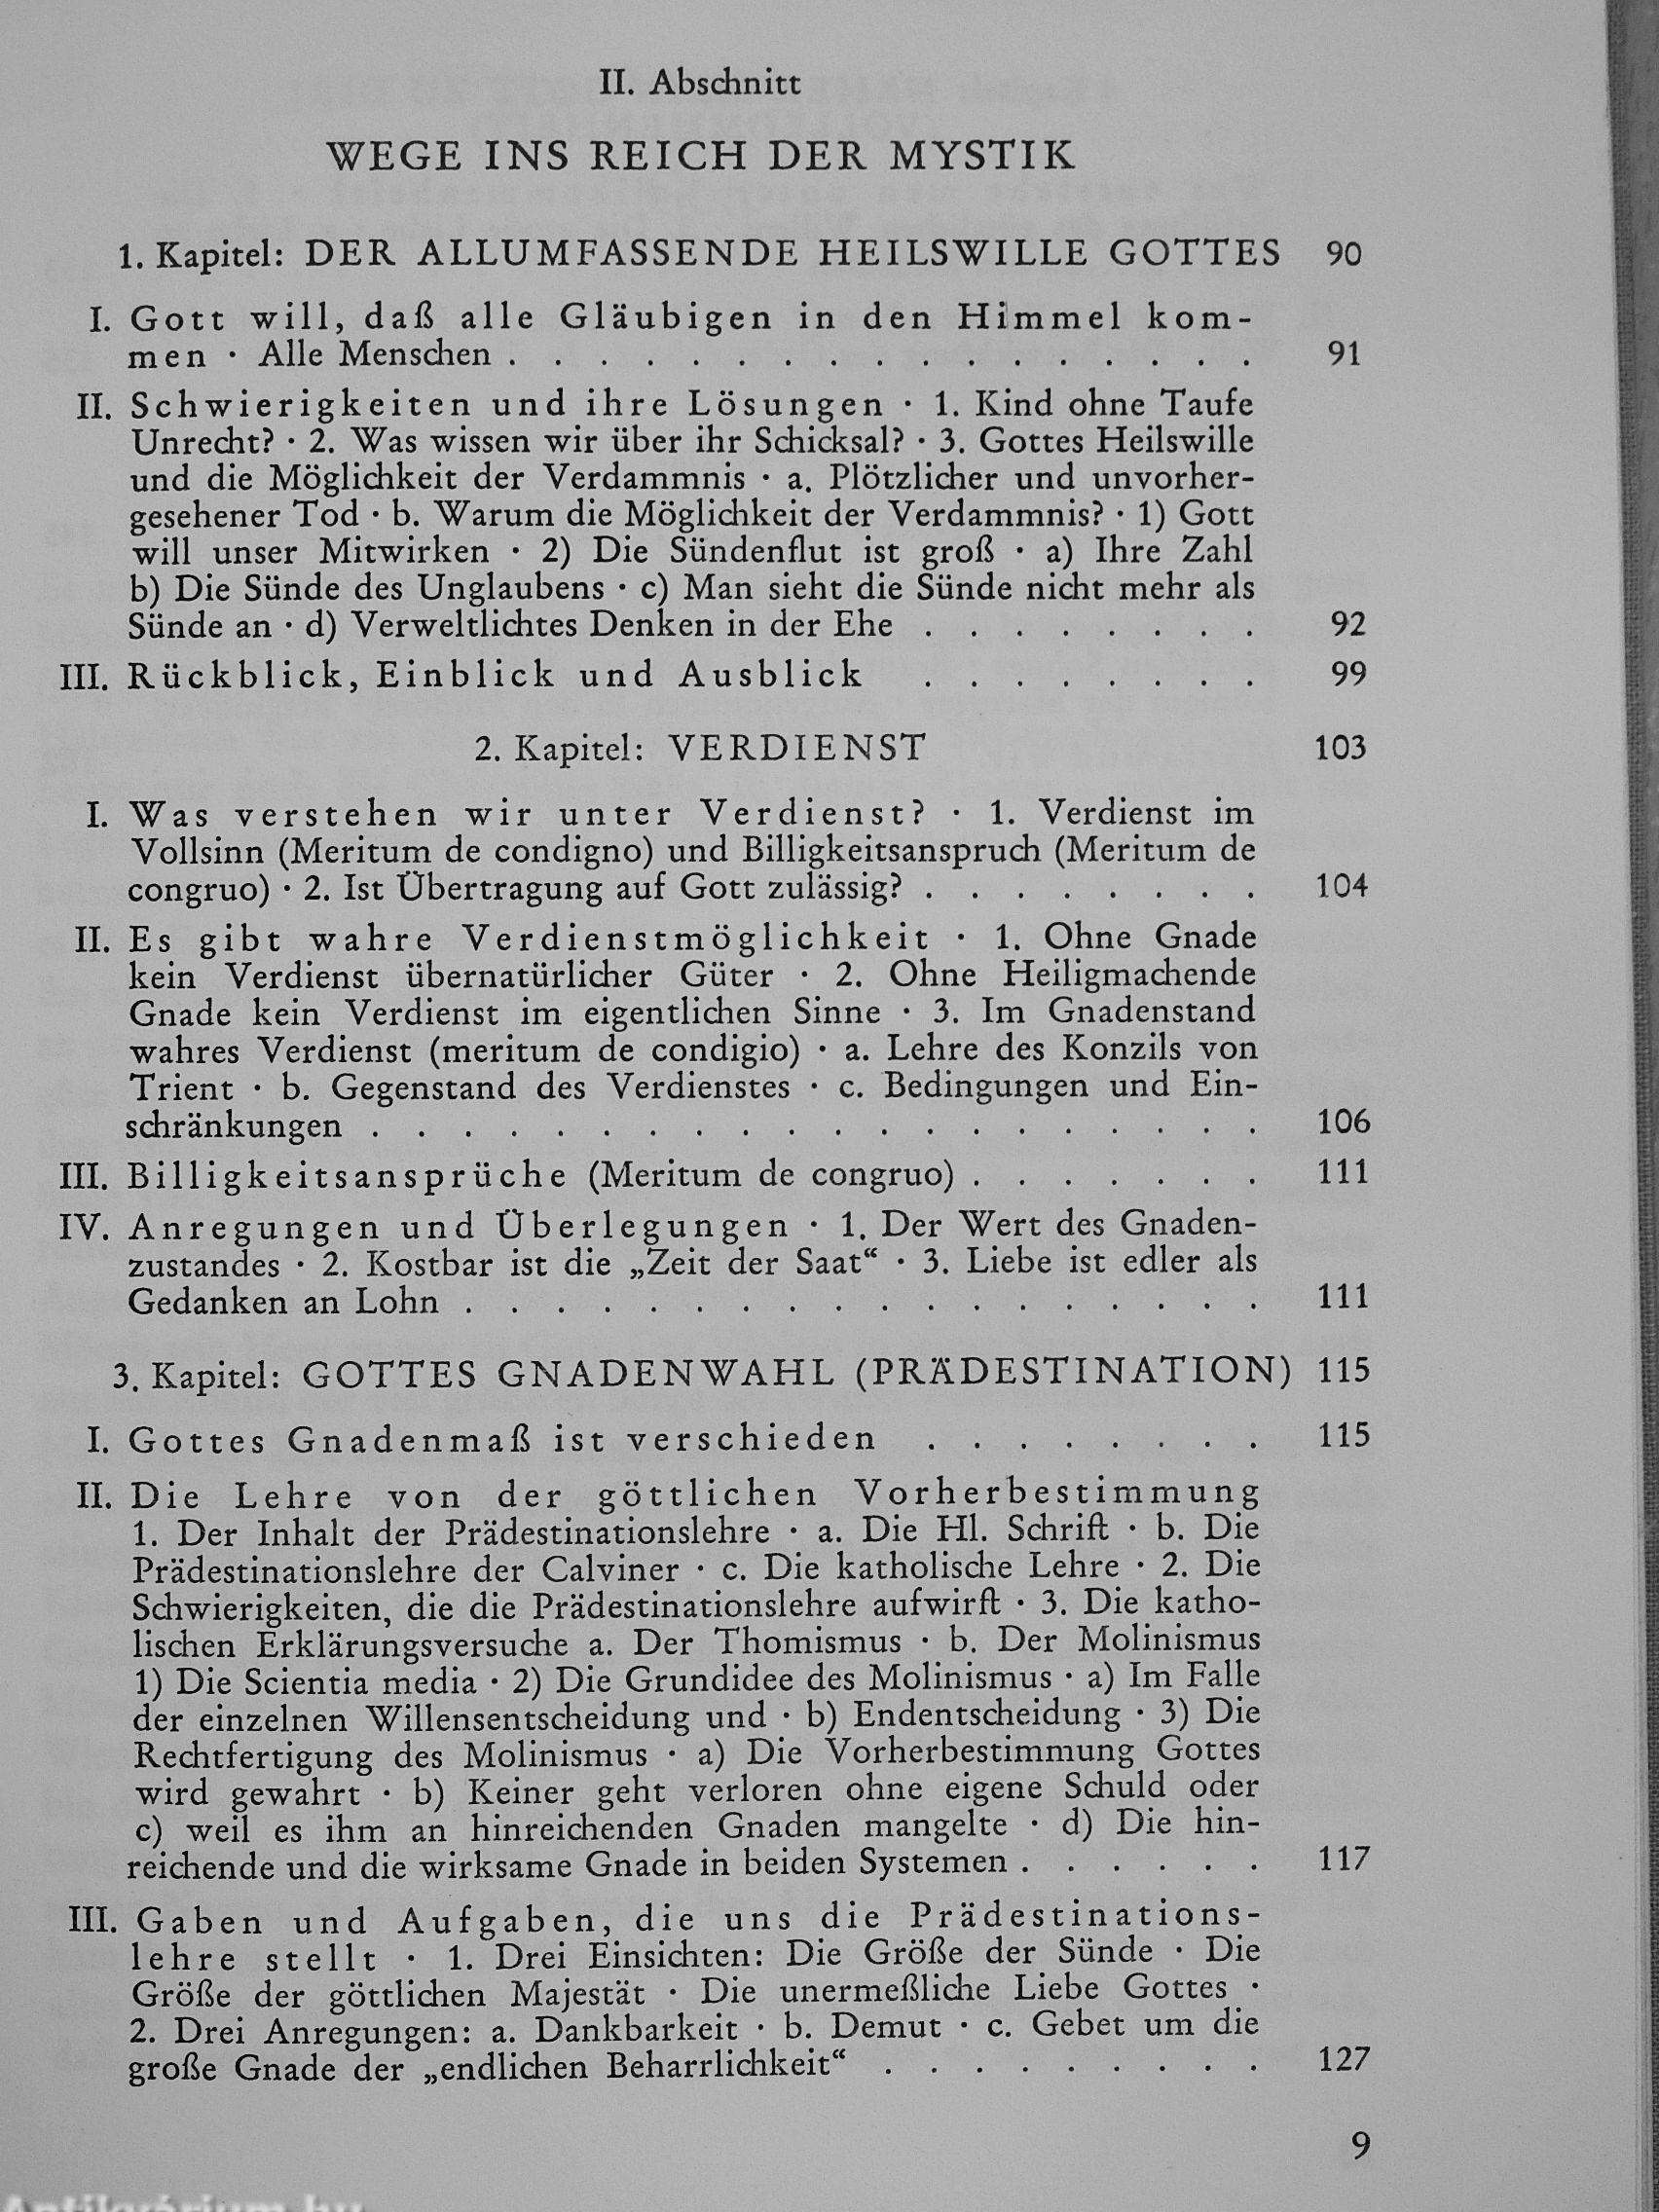 II. Abschnitt
WEGE INS REICH DER MYSTIK
1. Kapitel: DER ALLUMFASSENDE HEILSWILLE GOTTES 90
I. Gott will, daß alle Gläubigen in den Himmel kom-
men · Alle Menschen . . . . . . . . . . . . . . . . . 91
II. Schwierigkeiten und ihre Lösungen · 1. Kind ohne Taufe
Unrecht? · 2. Was wissen wir über ihr Schicksal? · 3. Gottes Heilswille
und die Möglichkeit der Verdammnis · a. Plötzlicher und unvorher-
gesehener Tod · b. Warum die Möglichkeit der Verdammnis? · 1) Gott
will unser Mitwirken · 2) Die Sündenflut ist groß · a) Ihre Zahl
b) Die Sünde des Unglaubens · c) Man sieht die Sünde nicht mehr als
Sünde an · d) Verweltlichtes Denken in der Ehe . . . . . . . . 92
III. Rückblick, Einblick und Ausblick . . . . . . . . 99
2. Kapitel: VERDIENST 103
I. Was verstehen wir unter Verdienst? · 1. Verdienst im
Vollsinn (Meritum de condigno) und Billigkeitsanspruch (Meritum de
congruo) · 2. Ist Übertragung auf Gott zulässig? . . . . . . . . 104
II. Es gibt wahre Verdienstmöglichkeit · 1. Ohne Gnade
kein Verdienst übernatürlicher Güter · 2. Ohne Heiligmachende
Gnade kein Verdienst im eigentlichen Sinne · 3. Im Gnadenstand
wahres Verdienst (meritum de condigio) · a. Lehre des Konzils von
Trient · b. Gegenstand des Verdienstes · c. Bedingungen und Ein-
schränkungen . . . . . . . . . . . . . . . . . . . . 106
III. Billigkeitsansprüche (Meritum de congruo) . . . . . . . 111
IV. Anregungen und Überlegungen · 1. Der Wert des Gnaden-
zustandes · 2. Kostbar ist die „Zeit der Saat“ · 3. Liebe ist edler als
Gedanken an Lohn . . . . . . . . . . . . . . . . . . 111
3. Kapitel: GOTTES GNADENWAHL (PRÄDESTINATION) 115
I. Gottes Gnadenmaß ist verschieden . . . . . . . . 115
II. Die Lehre von der göttlichen Vorherbestimmung
1. Der Inhalt der Prädestinationslehre · a. Die Hl. Schrift · b. Die
Prädestinationslehre der Calviner · c. Die katholische Lehre · 2. Die
Schwierigkeiten, die die Prädestinationslehre aufwirft · 3. Die katho-
lischen Erklärungsversuche a. Der Thomismus · b. Der Molinismus
1) Die Scientia media · 2) Die Grundidee des Molinismus · a) Im Falle
der einzelnen Willensentscheidung und · b) Endentscheidung · 3) Die
Rechtfertigung des Molinismus · a) Die Vorherbestimmung Gottes
wird gewahrt · b) Keiner geht verloren ohne eigene Schuld oder
c) weil es ihm an hinreichenden Gnaden mangelte · d) Die hin-
reichende und die wirksame Gnade in beiden Systemen . . . . . . 117
III. Gaben und Aufgaben, die uns die Prädestinations-
lehre stellt · 1. Drei Einsichten: Die Größe der Sünde · Die
Größe der göttlichen Majestät · Die unermeßliche Liebe Gottes ·
2. Drei Anregungen: a. Dankbarkeit · b. Demut · c. Gebet um die
große Gnade der „endlichen Beharrlichkeit“ . . . . . . . . . 127
9
Antikvárium.hu